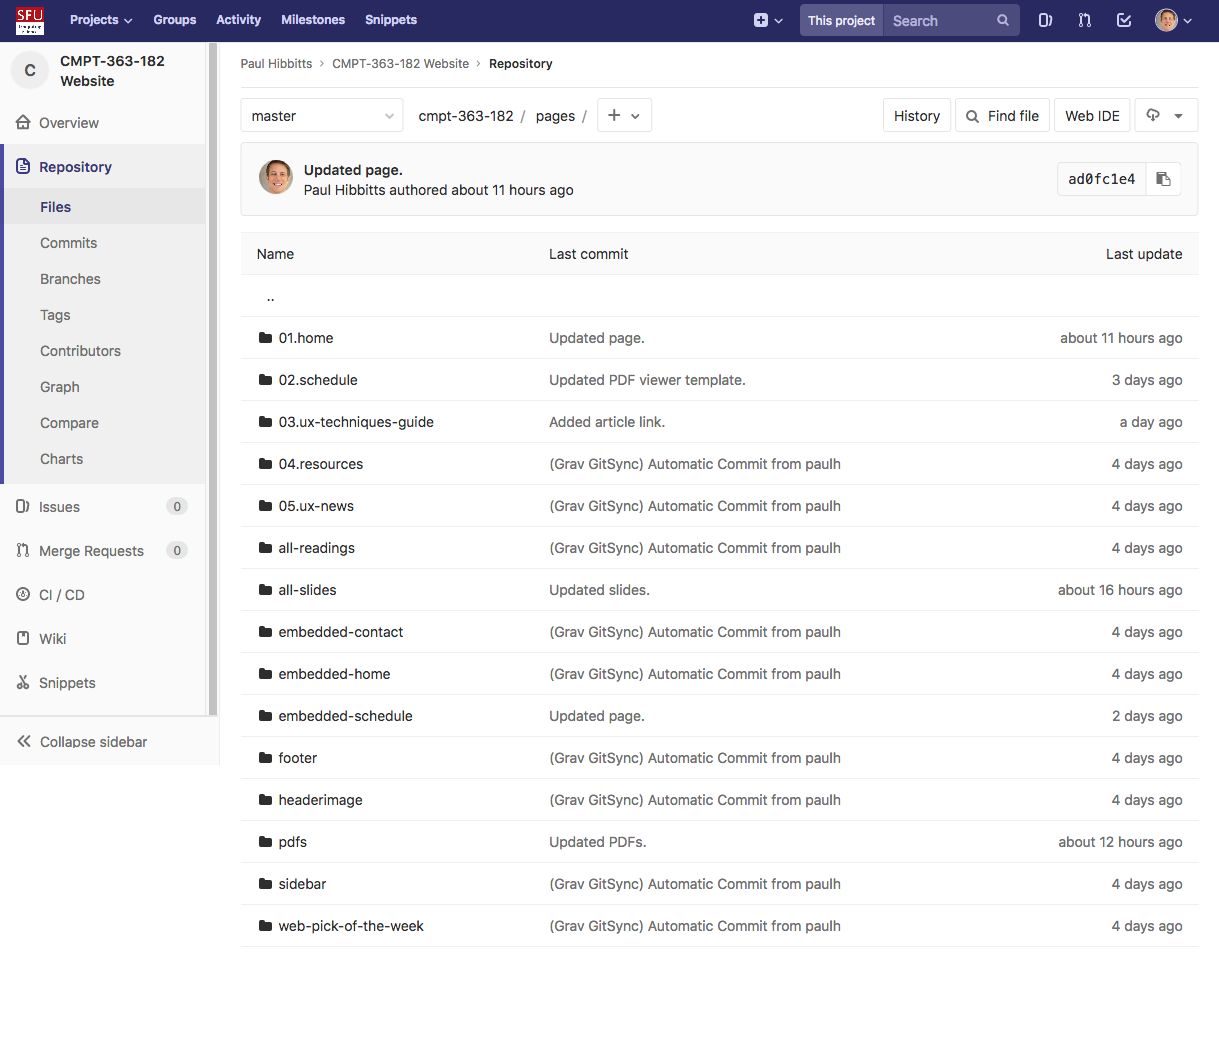 SFU
Projects Groups Activity Milestones Snippets This project Search
C CMPT-363-182 Website
Overview
Repository
Files
Commits
Branches
Tags
Contributors
Graph
Compare
Charts
Issues 0
Merge Requests 0
CI / CD
Wiki
Snippets
Collapse sidebar
Paul Hibbitts › CMPT-363-182 Website › Repository
master cmpt-363-182 / pages / History Find file Web IDE
Updated page.
Paul Hibbitts authored about 11 hours ago
ad0fc1e4
Name Last commit Last update
..
01.home Updated page. about 11 hours ago
02.schedule Updated PDF viewer template. 3 days ago
03.ux-techniques-guide Added article link. a day ago
04.resources (Grav GitSync) Automatic Commit from paulh 4 days ago
05.ux-news (Grav GitSync) Automatic Commit from paulh 4 days ago
all-readings (Grav GitSync) Automatic Commit from paulh 4 days ago
all-slides Updated slides. about 16 hours ago
embedded-contact (Grav GitSync) Automatic Commit from paulh 4 days ago
embedded-home (Grav GitSync) Automatic Commit from paulh 4 days ago
embedded-schedule Updated page. 2 days ago
footer (Grav GitSync) Automatic Commit from paulh 4 days ago
headerimage (Grav GitSync) Automatic Commit from paulh 4 days ago
pdfs Updated PDFs. about 12 hours ago
sidebar (Grav GitSync) Automatic Commit from paulh 4 days ago
web-pick-of-the-week (Grav GitSync) Automatic Commit from paulh 4 days ago